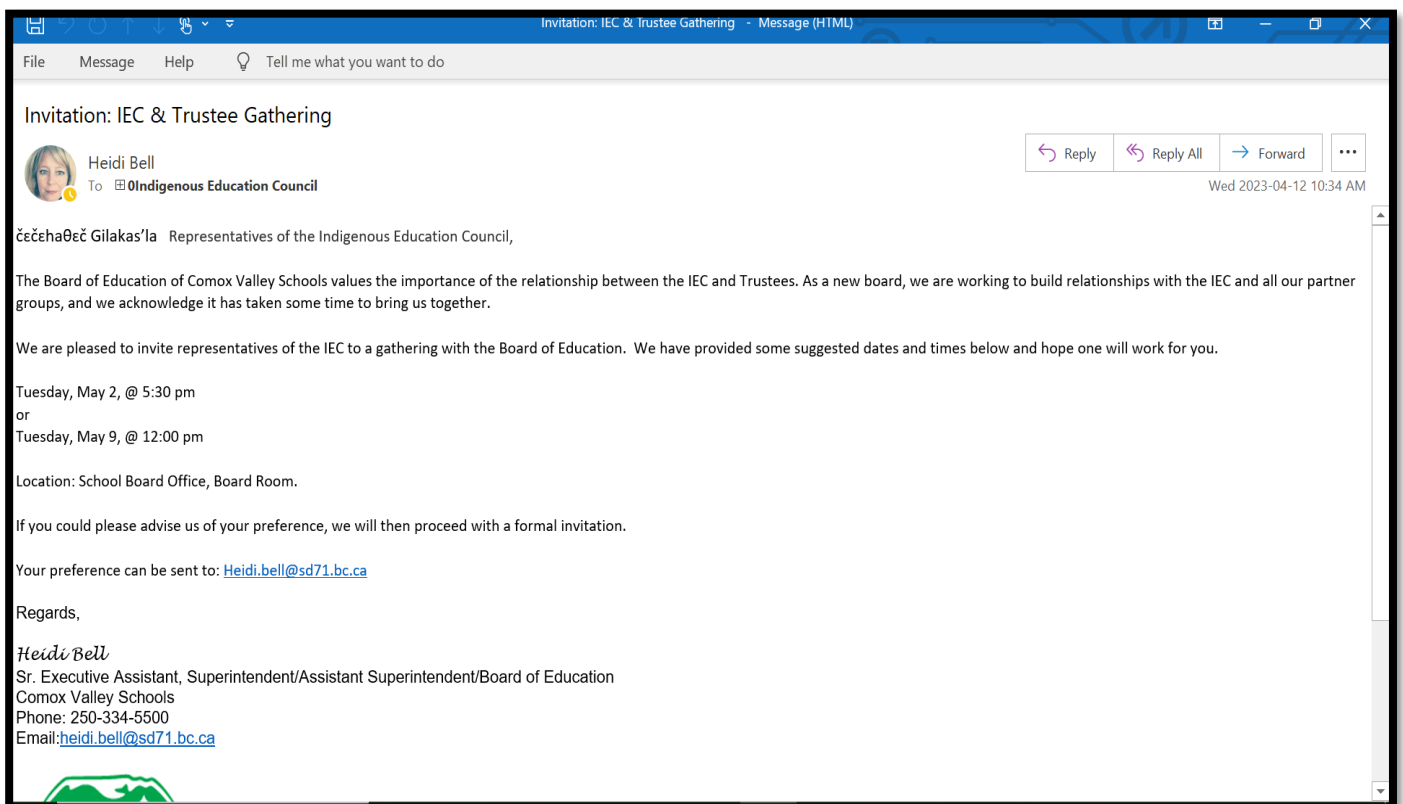 Invitation: IEC & Trustee Gathering - Message (HTML)
File Message Help Tell me what you want to do
Invitation: IEC & Trustee Gathering
Reply Reply All Forward
Heidi Bell
To 0Indigenous Education Council
Wed 2023-04-12 10:34 AM
čɛčɛhaθɛč Gilakas’la Representatives of the Indigenous Education Council,
The Board of Education of Comox Valley Schools values the importance of the relationship between the IEC and Trustees. As a new board, we are working to build relationships with the IEC and all our partner
groups, and we acknowledge it has taken some time to bring us together.
We are pleased to invite representatives of the IEC to a gathering with the Board of Education. We have provided some suggested dates and times below and hope one will work for you.
Tuesday, May 2, @ 5:30 pm
or
Tuesday, May 9, @ 12:00 pm
Location: School Board Office, Board Room.
If you could please advise us of your preference, we will then proceed with a formal invitation.
Your preference can be sent to: Heidi.bell@sd71.bc.ca
Regards,
Heidi Bell
Sr. Executive Assistant, Superintendent/Assistant Superintendent/Board of Education
Comox Valley Schools
Phone: 250-334-5500
Email:heidi.bell@sd71.bc.ca